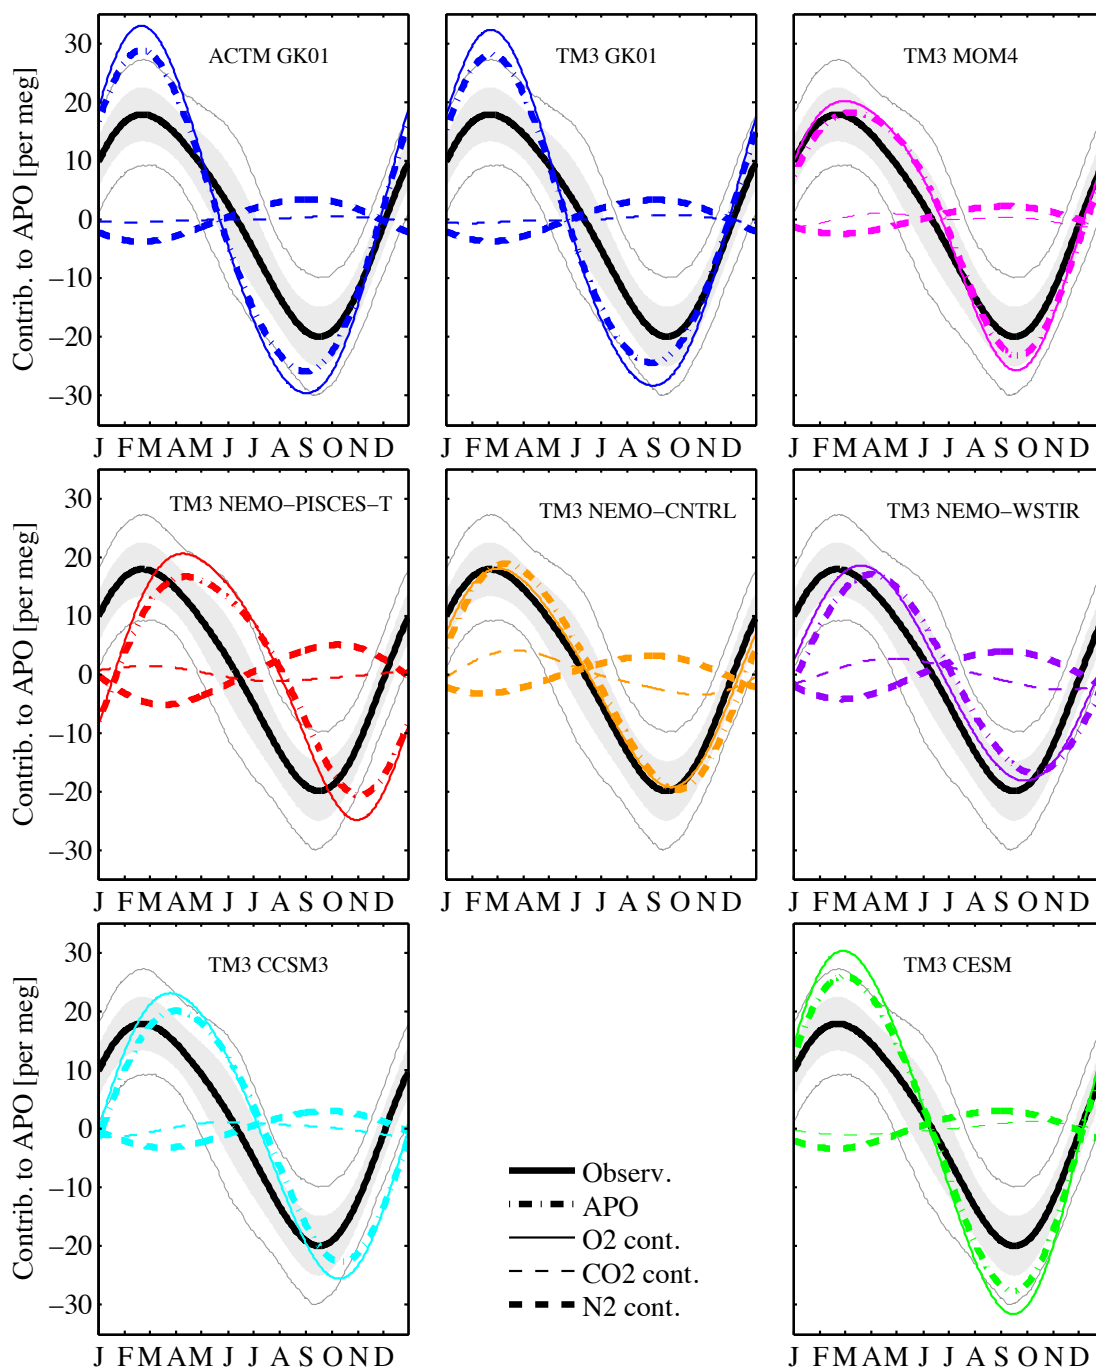 ACTM GK01
TM3 GK01
TM3 MOM4
Contrib. to APO [per meg]
30
20
10
0
−10
−20
−30
J F M A M J J A S O N D
J F M A M J J A S O N D
J F M A M J J A S O N D
TM3 NEMO−PISCES−T
TM3 NEMO−CNTRL
TM3 NEMO−WSTIR
Contrib. to APO [per meg]
30
20
10
0
−10
−20
−30
J F M A M J J A S O N D
J F M A M J J A S O N D
J F M A M J J A S O N D
TM3 CCSM3
TM3 CESM
Contrib. to APO [per meg]
30
20
10
0
−10
−20
−30
Observ.
APO
O2 cont.
CO2 cont.
N2 cont.
J F M A M J J A S O N D
J F M A M J J A S O N D